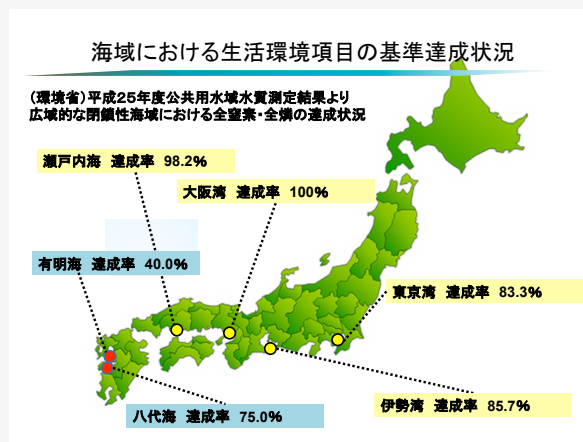 海域における生活環境項目の基準達成状況
（環境省）平成２５年度公共用水域水質測定結果より
広域的な閉鎖性海域における全窒素・全燐の達成状況
瀬戸内海　達成率 98.2%
大阪湾　達成率 100%
有明海　達成率 40.0%
東京湾　達成率 83.3%
伊勢湾　達成率 85.7%
八代海　達成率 75.0%